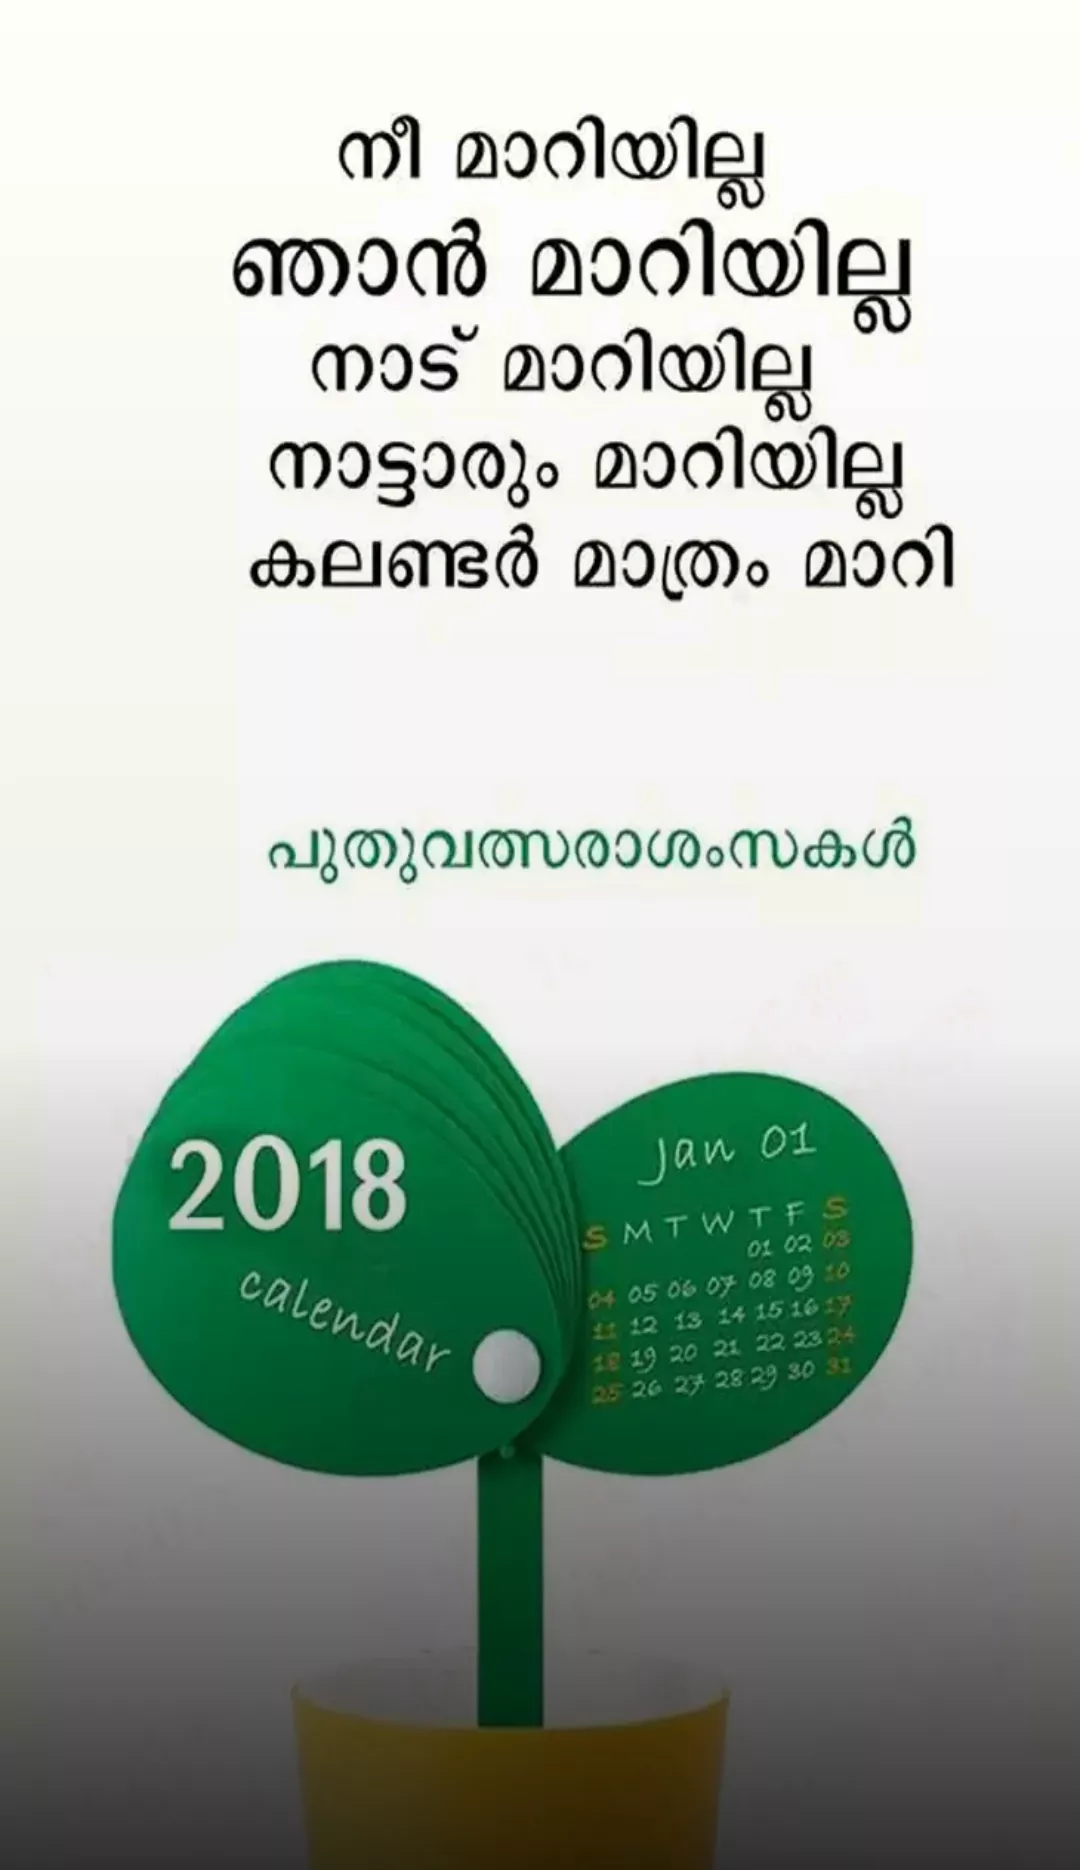 നീ മാറിയില്ല
ഞാൻ മാറിയില്ല
നാട് മാറിയില്ല
നാട്ടാരും മാറിയില്ല
കലണ്ടർ മാത്രം മാറി
പുതുവത്സരാശംസകൾ
2018
calendar
Jan 01
S M T W T F S
01 02 03
04 05 06 07 08 09 10
11 12 13 14 15 16 17
18 19 20 21 22 23 24
25 26 27 28 29 30 31